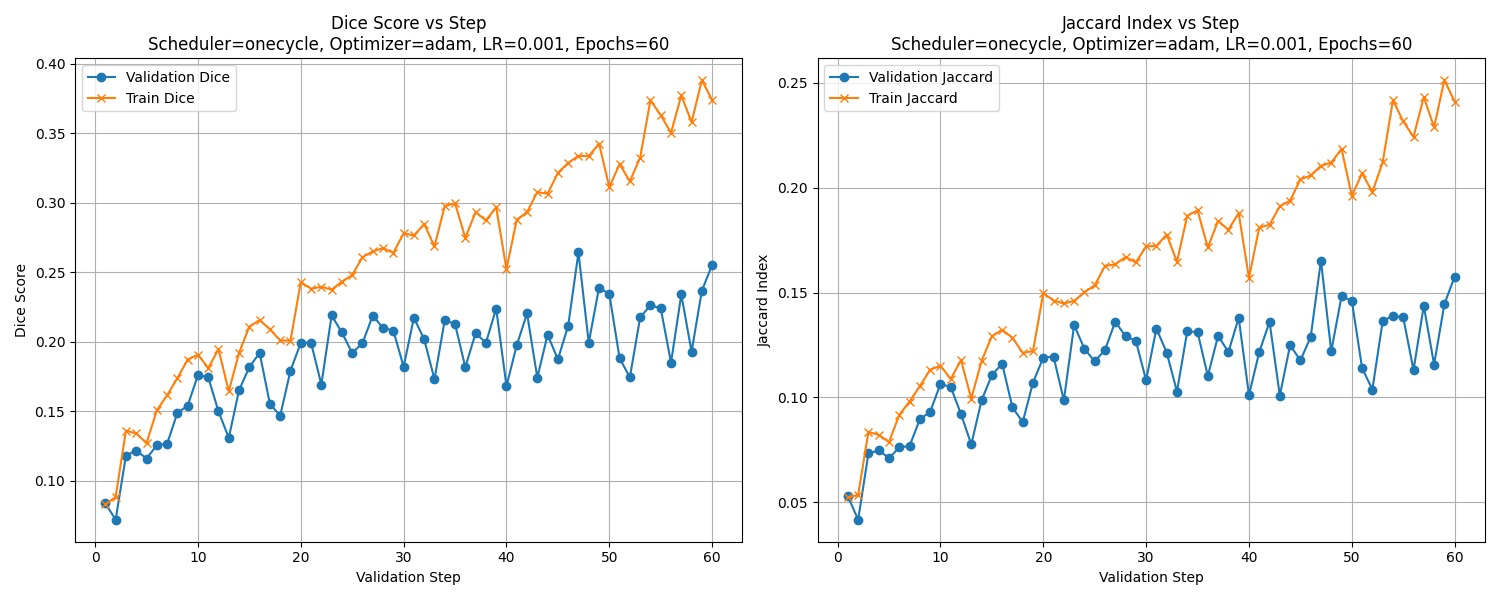 Dice Score vs Step
Scheduler=onecycle, Optimizer=adam, LR=0.001, Epochs=60
Validation Dice
Train Dice
0.40
0.35
0.30
0.25
0.20
0.15
0.10
Dice Score
0 10 20 30 40 50 60
Validation Step
Jaccard Index vs Step
Scheduler=onecycle, Optimizer=adam, LR=0.001, Epochs=60
Validation Jaccard
Train Jaccard
0.25
0.20
0.15
0.10
0.05
Jaccard Index
0 10 20 30 40 50 60
Validation Step